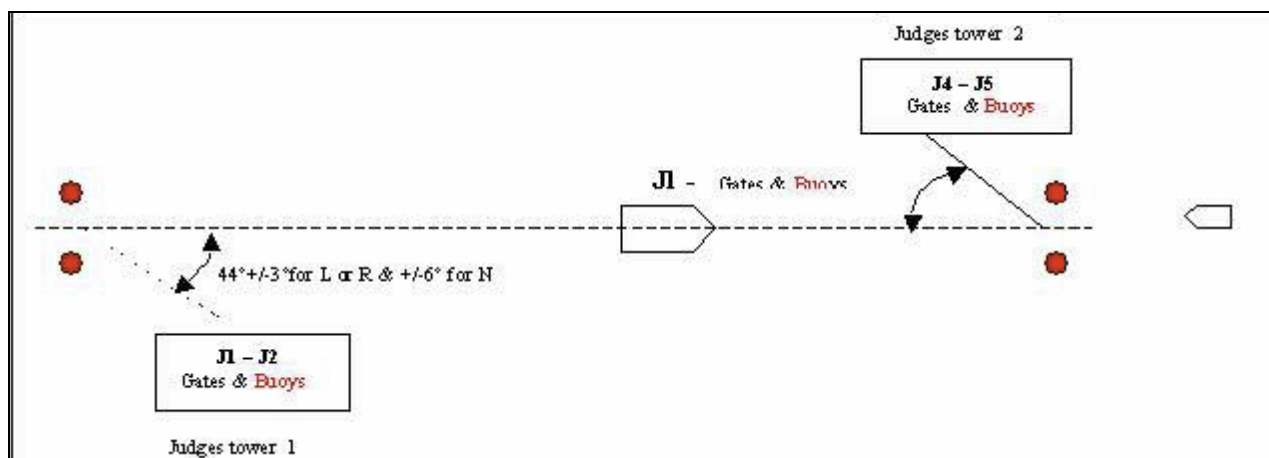 Judges tower 2
J4 – J5
Gates & Buoys
J1 - Gates & Buoys
44°+/-3°for L or R & +/-6° for N
J1 – J2
Gates & Buoys
Judges tower 1